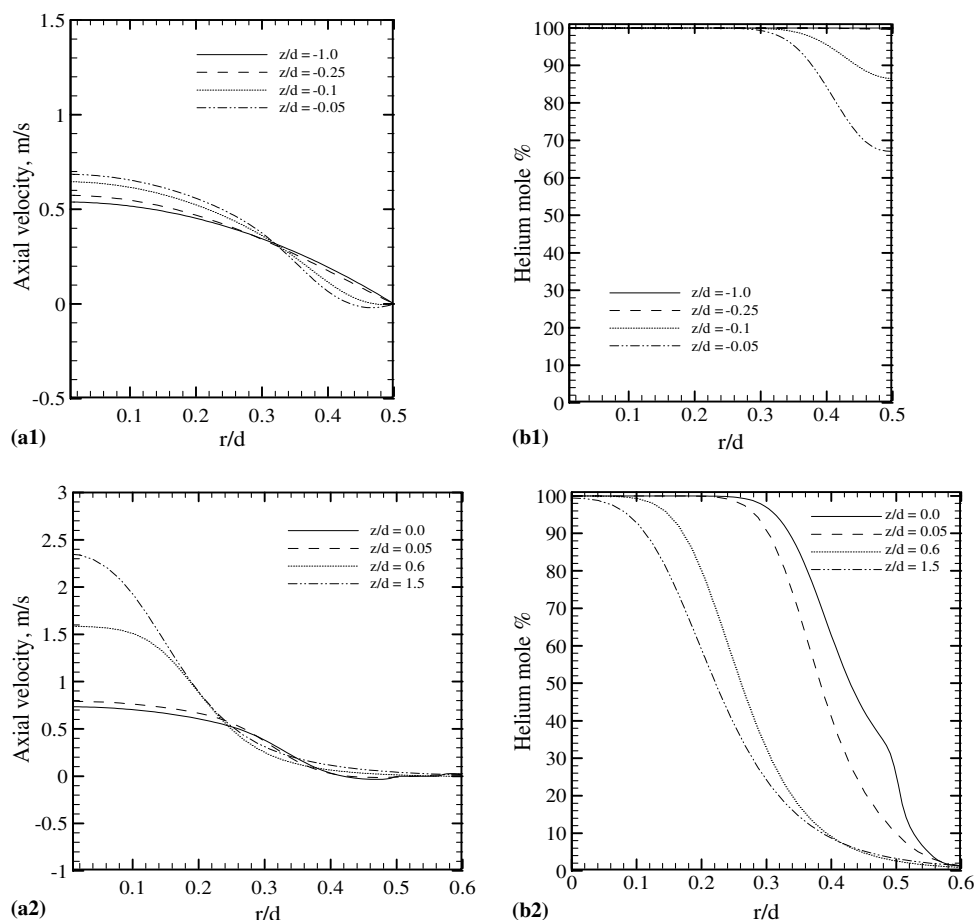 1.5
1
0.5
0
-0.5
Axial velocity, m/s
z/d = -1.0
z/d = -0.25
z/d = -0.1
z/d = -0.05
0.1 0.2 0.3 0.4 0.5
r/d
(a1)
100
90
80
70
60
50
40
30
20
10
0
Helium mole %
z/d = -1.0
z/d = -0.25
z/d = -0.1
z/d = -0.05
0.1 0.2 0.3 0.4 0.5
r/d
(b1)
3
2.5
2
1.5
1
0.5
0
-0.5
-1
Axial velocity, m/s
z/d = 0.0
z/d = 0.05
z/d = 0.6
z/d = 1.5
0.1 0.2 0.3 0.4 0.5 0.6
r/d
(a2)
100
90
80
70
60
50
40
30
20
10
0
Helium mole %
z/d = 0.0
z/d = 0.05
z/d = 0.6
z/d = 1.5
0 0.1 0.2 0.3 0.4 0.5 0.6
r/d
(b2)